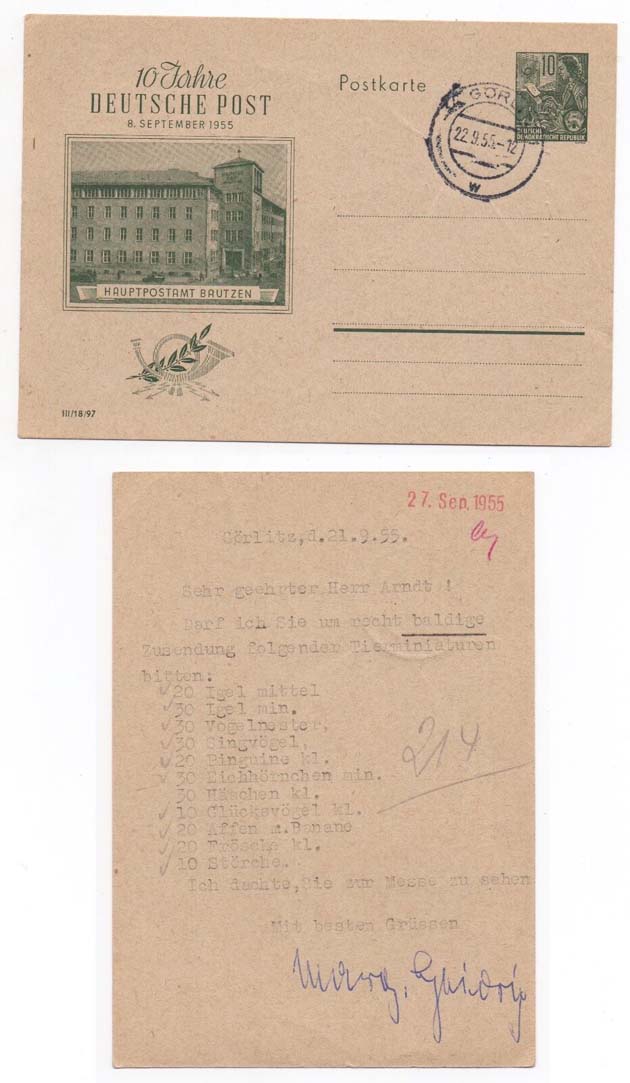 10 Jahre
DEUTSCHE POST
8. SEPTEMBER 1955
HAUPTPOSTAMT BAUTZEN
III/18/97
Postkarte
10
DEUTSCHE
DEMOKRATISCHE REPUBLIK
GÖRL
22.9.55.-12
w
27. Sep. 1955
Görlitz,d.21.9.55.
Sehr geehrter Herr Arndt !
Darf ich Sie um recht baldige
Zusendung folgender Tierminiaturen
bitten:
20 Igel mittel
30 Igel min.
30 Vogelnester,
30 Singvögel,
20 Pinguine kl.
30 Eichhörnchen min.
30 Häschen kl.
10 Glücksvögel kl.
20 Affen m.Banane
20 Frösche kl.
10 Störche.
214
Ich dachte,Sie zur Messe zu sehen
Mit besten Grüssen